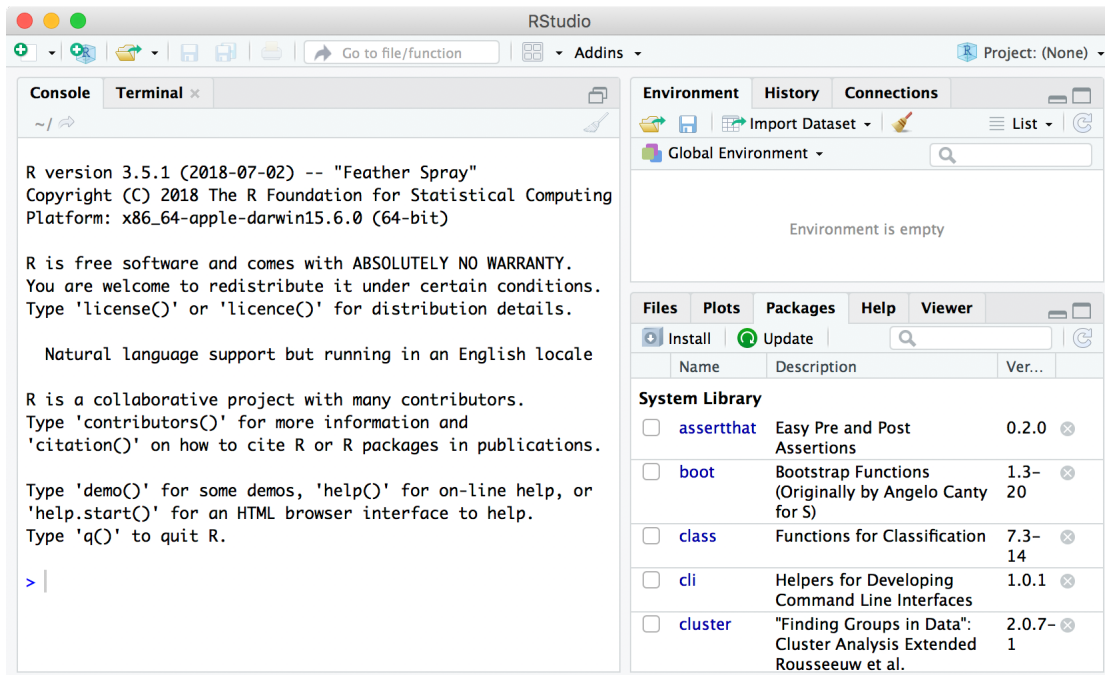 RStudio
Go to file/function
Addins
Project: (None)
Console
Terminal
~/
R version 3.5.1 (2018-07-02) -- "Feather Spray"
Copyright (C) 2018 The R Foundation for Statistical Computing
Platform: x86_64-apple-darwin15.6.0 (64-bit)
R is free software and comes with ABSOLUTELY NO WARRANTY.
You are welcome to redistribute it under certain conditions.
Type 'license()' or 'licence()' for distribution details.
Natural language support but running in an English locale
R is a collaborative project with many contributors.
Type 'contributors()' for more information and
'citation()' on how to cite R or R packages in publications.
Type 'demo()' for some demos, 'help()' for on-line help, or
'help.start()' for an HTML browser interface to help.
Type 'q()' to quit R.
>
Environment
History
Connections
Import Dataset
List
Global Environment
Environment is empty
Files
Plots
Packages
Help
Viewer
Install
Update
Name
Description
Ver...
System Library
assertthat Easy Pre and Post 0.2.0
Assertions
boot Bootstrap Functions 1.3-
(Originally by Angelo Canty 20
for S)
class Functions for Classification 7.3-
14
cli Helpers for Developing 1.0.1
Command Line Interfaces
cluster "Finding Groups in Data": 2.0.7-
Cluster Analysis Extended 1
Rousseeuw et al.